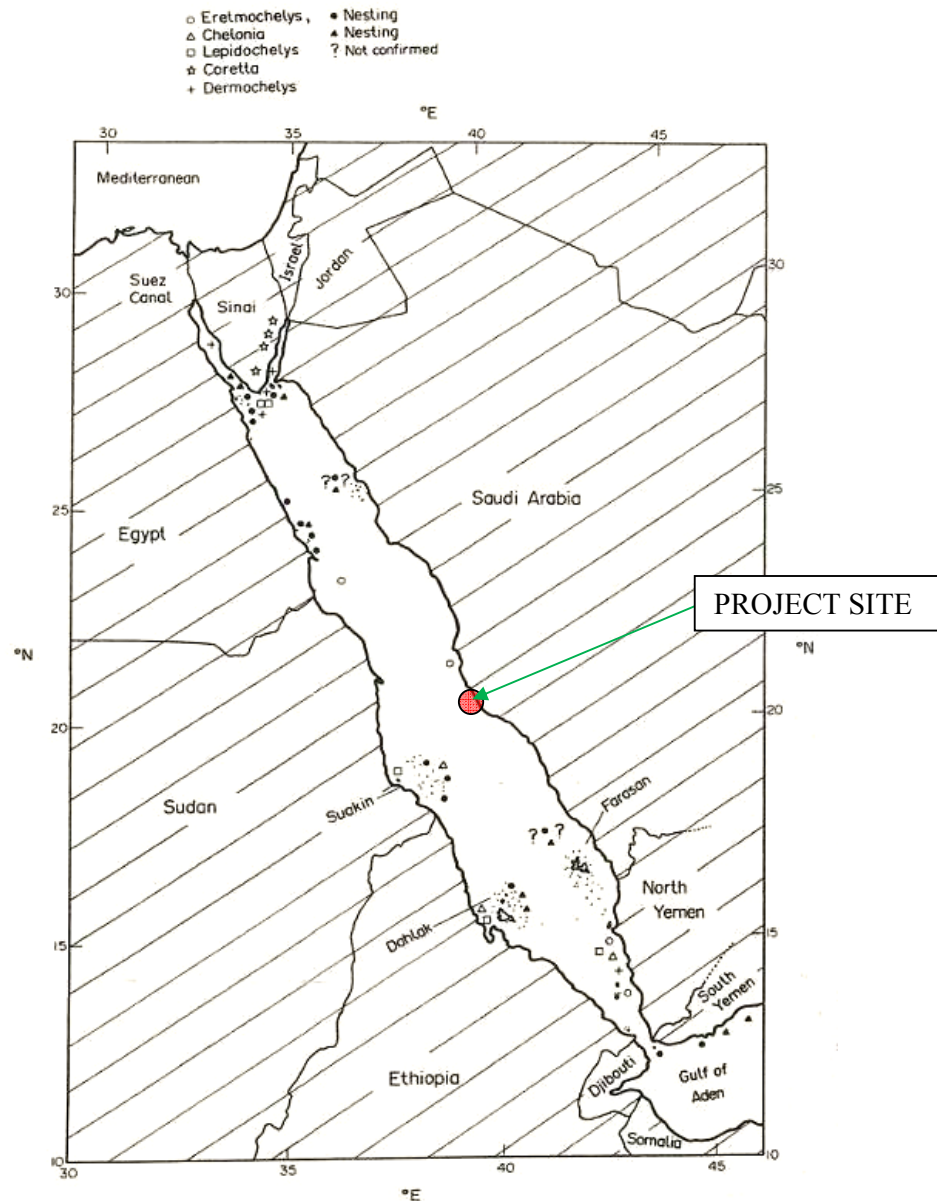 Eretmochelys, Nesting
Chelonia Nesting
Lepidochelys ? Not confirmed
Coretta
Dermochelys
°E
30 35 40 45
Mediterranean
Israel
Jordan
Suez
Canal
Sinai
30 30
? ?
Saudi Arabia
25 25
Egypt
PROJECT SITE
°N °N
20 20
Sudan
Suakin
Farasan
? ?
North
Yemen
Dahlak
15 15
South
Yemen
Ethiopia
Djibouti
Gulf of
Aden
Somalia
10 10
30 35 40 45
°E